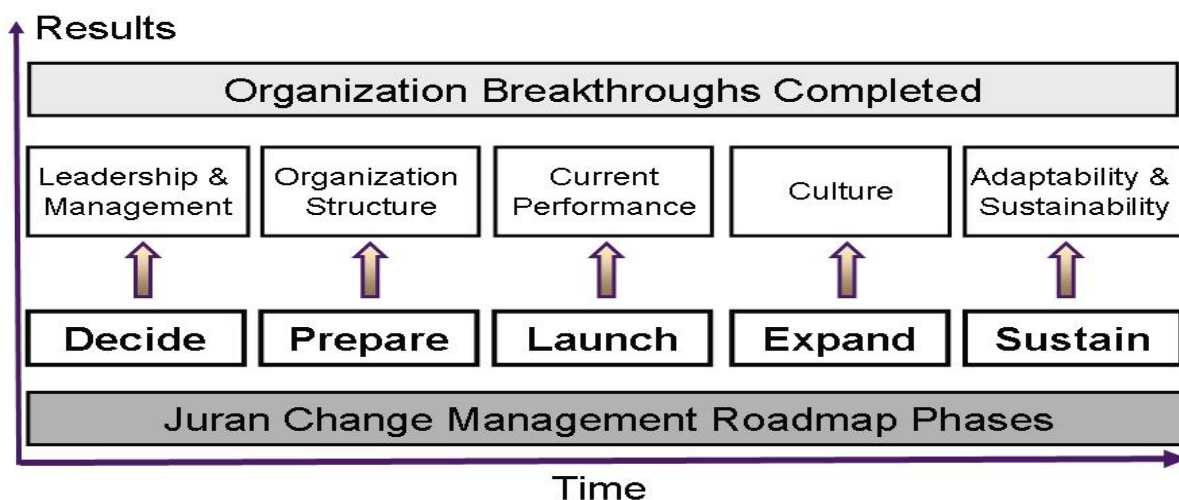 Results
Organization Breakthroughs Completed
Leadership &
Management
Organization
Structure
Current
Performance
Culture
Adaptability &
Sustainability
Decide
Prepare
Launch
Expand
Sustain
Juran Change Management Roadmap Phases
Time